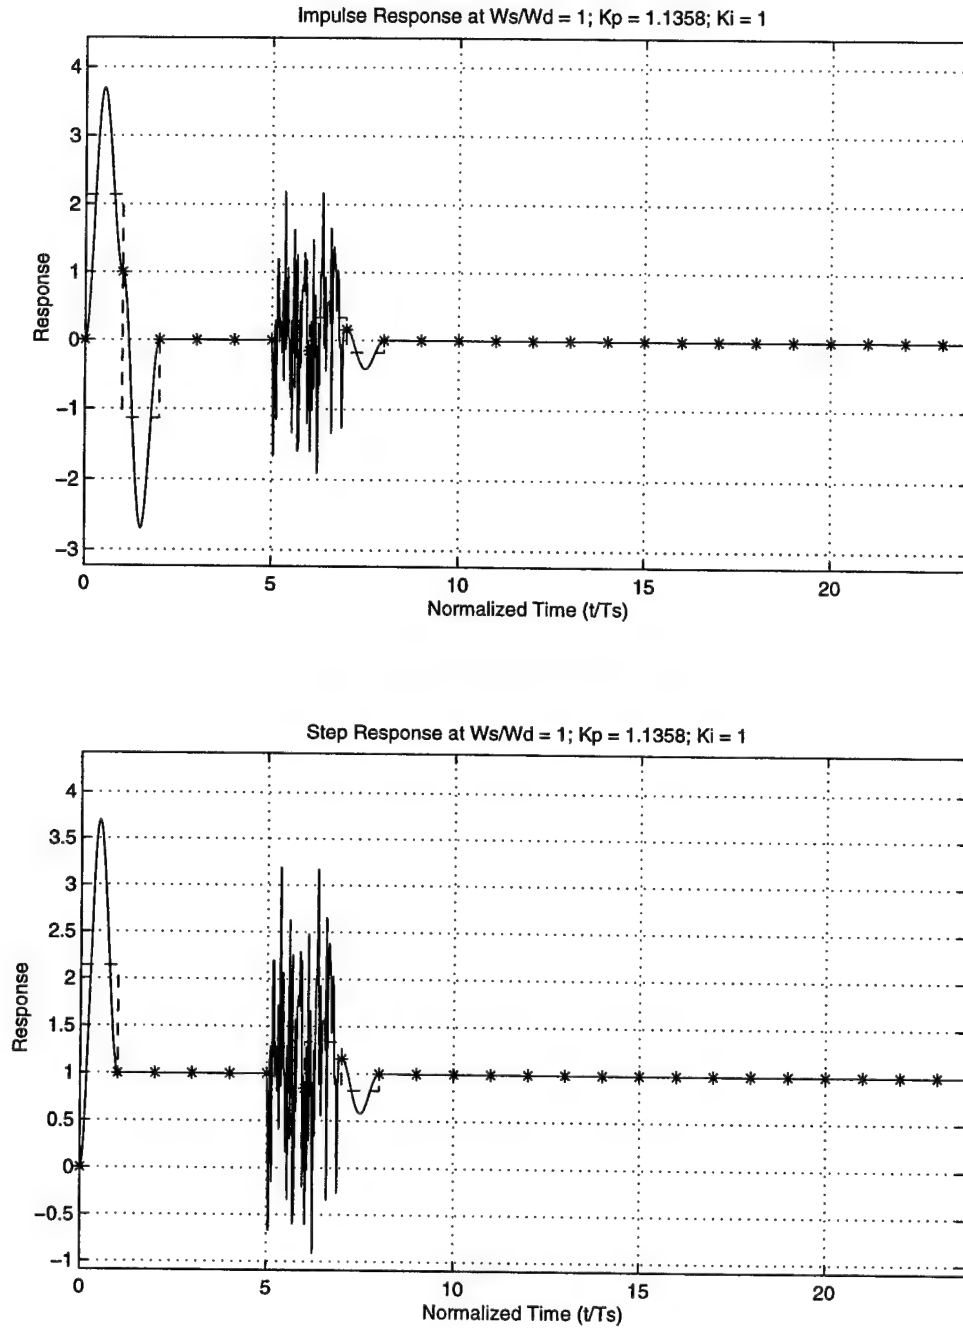 Impulse Response at Ws/Wd = 1; Kp = 1.1358; Ki = 1
4
3
2
1
0
−1
−2
−3
Response
0 5 10 15 20
Normalized Time (t/Ts)
Step Response at Ws/Wd = 1; Kp = 1.1358; Ki = 1
4
3.5
3
2.5
2
1.5
1
0.5
0
−0.5
−1
Response
0 5 10 15 20
Normalized Time (t/Ts)